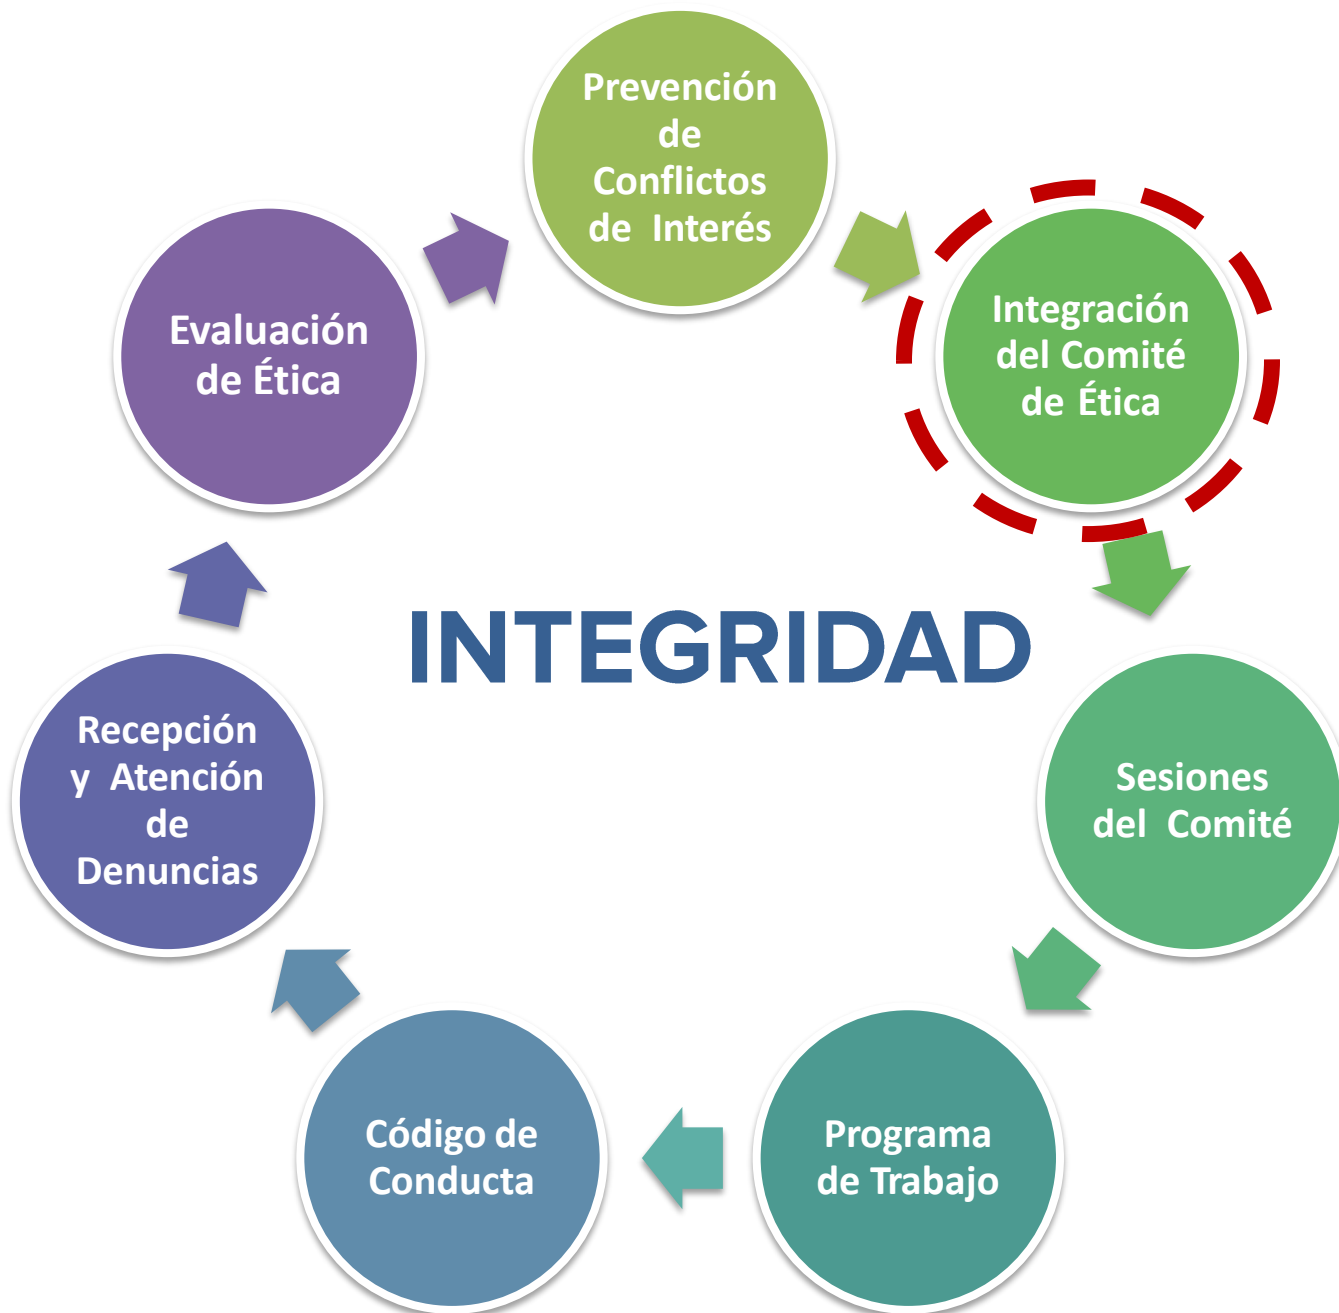 Prevención
de
Conflictos
de Interés
Integración
del Comité
de Ética
Sesiones
del Comité
Programa
de Trabajo
Código de
Conducta
Recepción
y Atención
de
Denuncias
Evaluación
de Ética
INTEGRIDAD